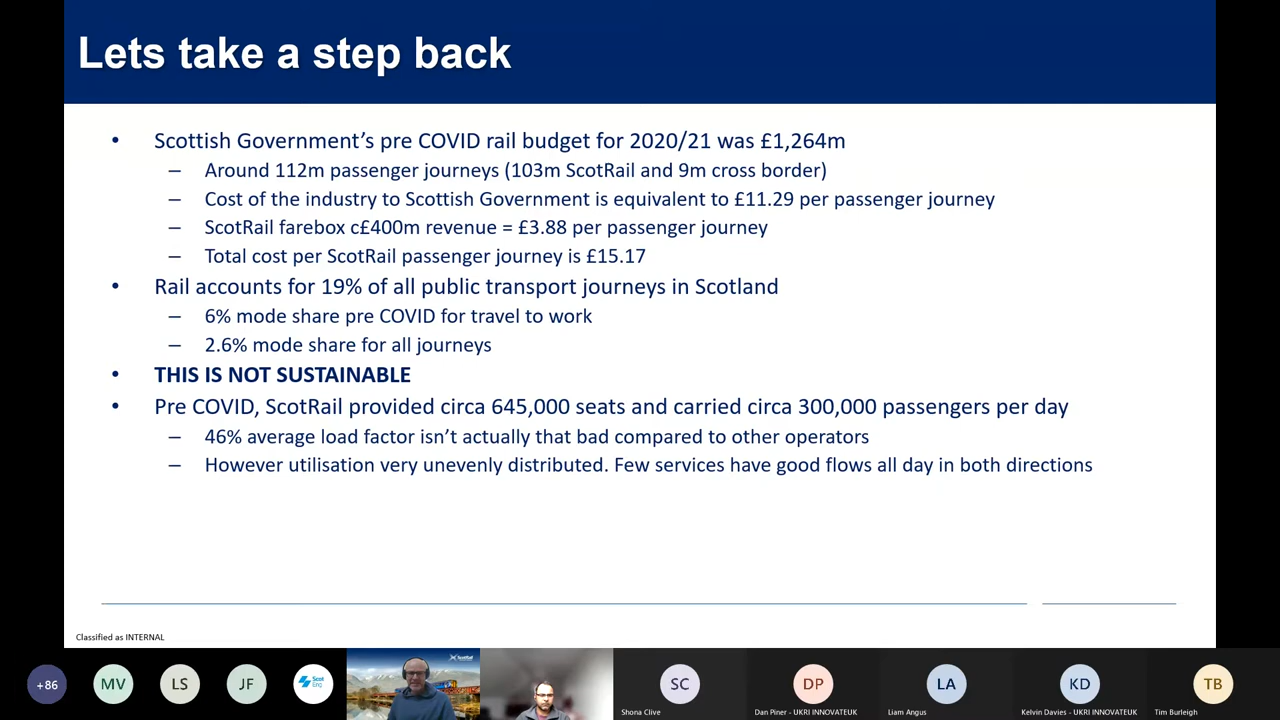 Lets take a step back
• Scottish Government’s pre COVID rail budget for 2020/21 was £1,264m
– Around 112m passenger journeys (103m ScotRail and 9m cross border)
– Cost of the industry to Scottish Government is equivalent to £11.29 per passenger journey
– ScotRail farebox c£400m revenue = £3.88 per passenger journey
– Total cost per ScotRail passenger journey is £15.17
• Rail accounts for 19% of all public transport journeys in Scotland
– 6% mode share pre COVID for travel to work
– 2.6% mode share for all journeys
• THIS IS NOT SUSTAINABLE
• Pre COVID, ScotRail provided circa 645,000 seats and carried circa 300,000 passengers per day
– 46% average load factor isn’t actually that bad compared to other operators
– However utilisation very unevenly distributed. Few services have good flows all day in both directions
Classified as INTERNAL
+86
MV
LS
JF
Scot
Eng
ScotRail
SC
Shona Clive
DP
Dan Piner - UKRI INNOVATEUK
LA
Liam Angus
KD
Kelvin Davies - UKRI INNOVATEUK
TB
Tim Burleigh